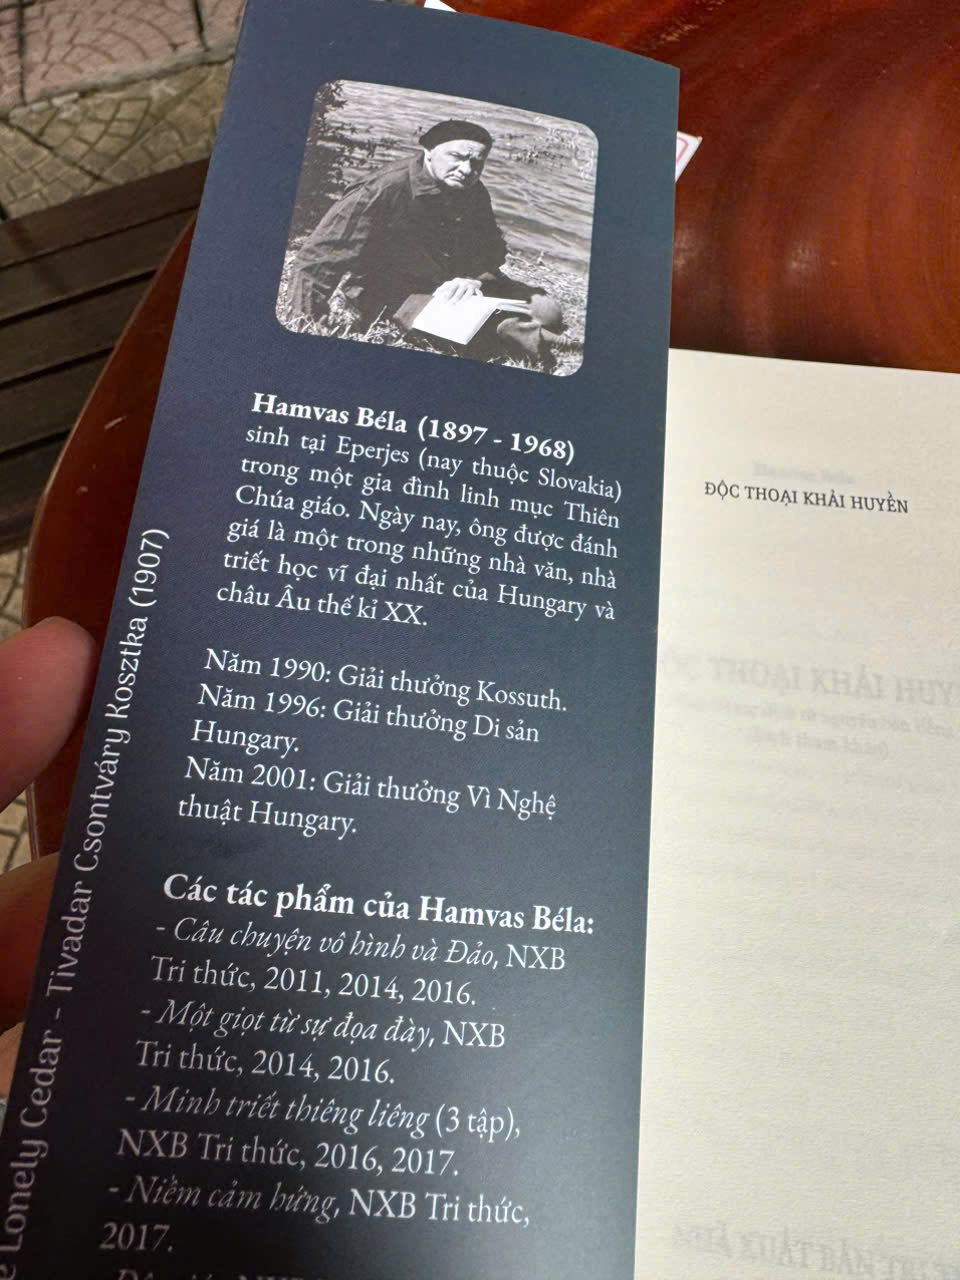 Hamvas Béla (1897 - 1968)
sinh tại Eperjes (nay thuộc Slovakia)
trong một gia đình linh mục Thiên
Chúa giáo. Ngày nay, ông được đánh
giá là một trong những nhà văn, nhà
triết học vĩ đại nhất của Hungary và
châu Âu thế kỉ XX.
Năm 1990: Giải thưởng Kossuth.
Năm 1996: Giải thưởng Di sản
Hungary.
Năm 2001: Giải thưởng Vì Nghệ
thuật Hungary.
Các tác phẩm của Hamvas Béla:
- Câu chuyện vô hình và Đảo, NXB
Tri thức, 2011, 2014, 2016.
- Một giọt từ sự đọa đày, NXB
Tri thức, 2014, 2016.
- Minh triết thiêng liêng (3 tập),
NXB Tri thức, 2016, 2017.
- Niềm cảm hứng, NXB Tri thức,
2017.
Lonely Cedar - Tivadar Csontváry Kosztka (1907)
ĐỘC THOẠI KHẢI HUYỀN